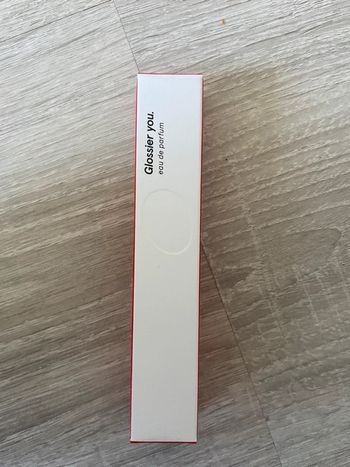 Glossier you.
eau de parfum